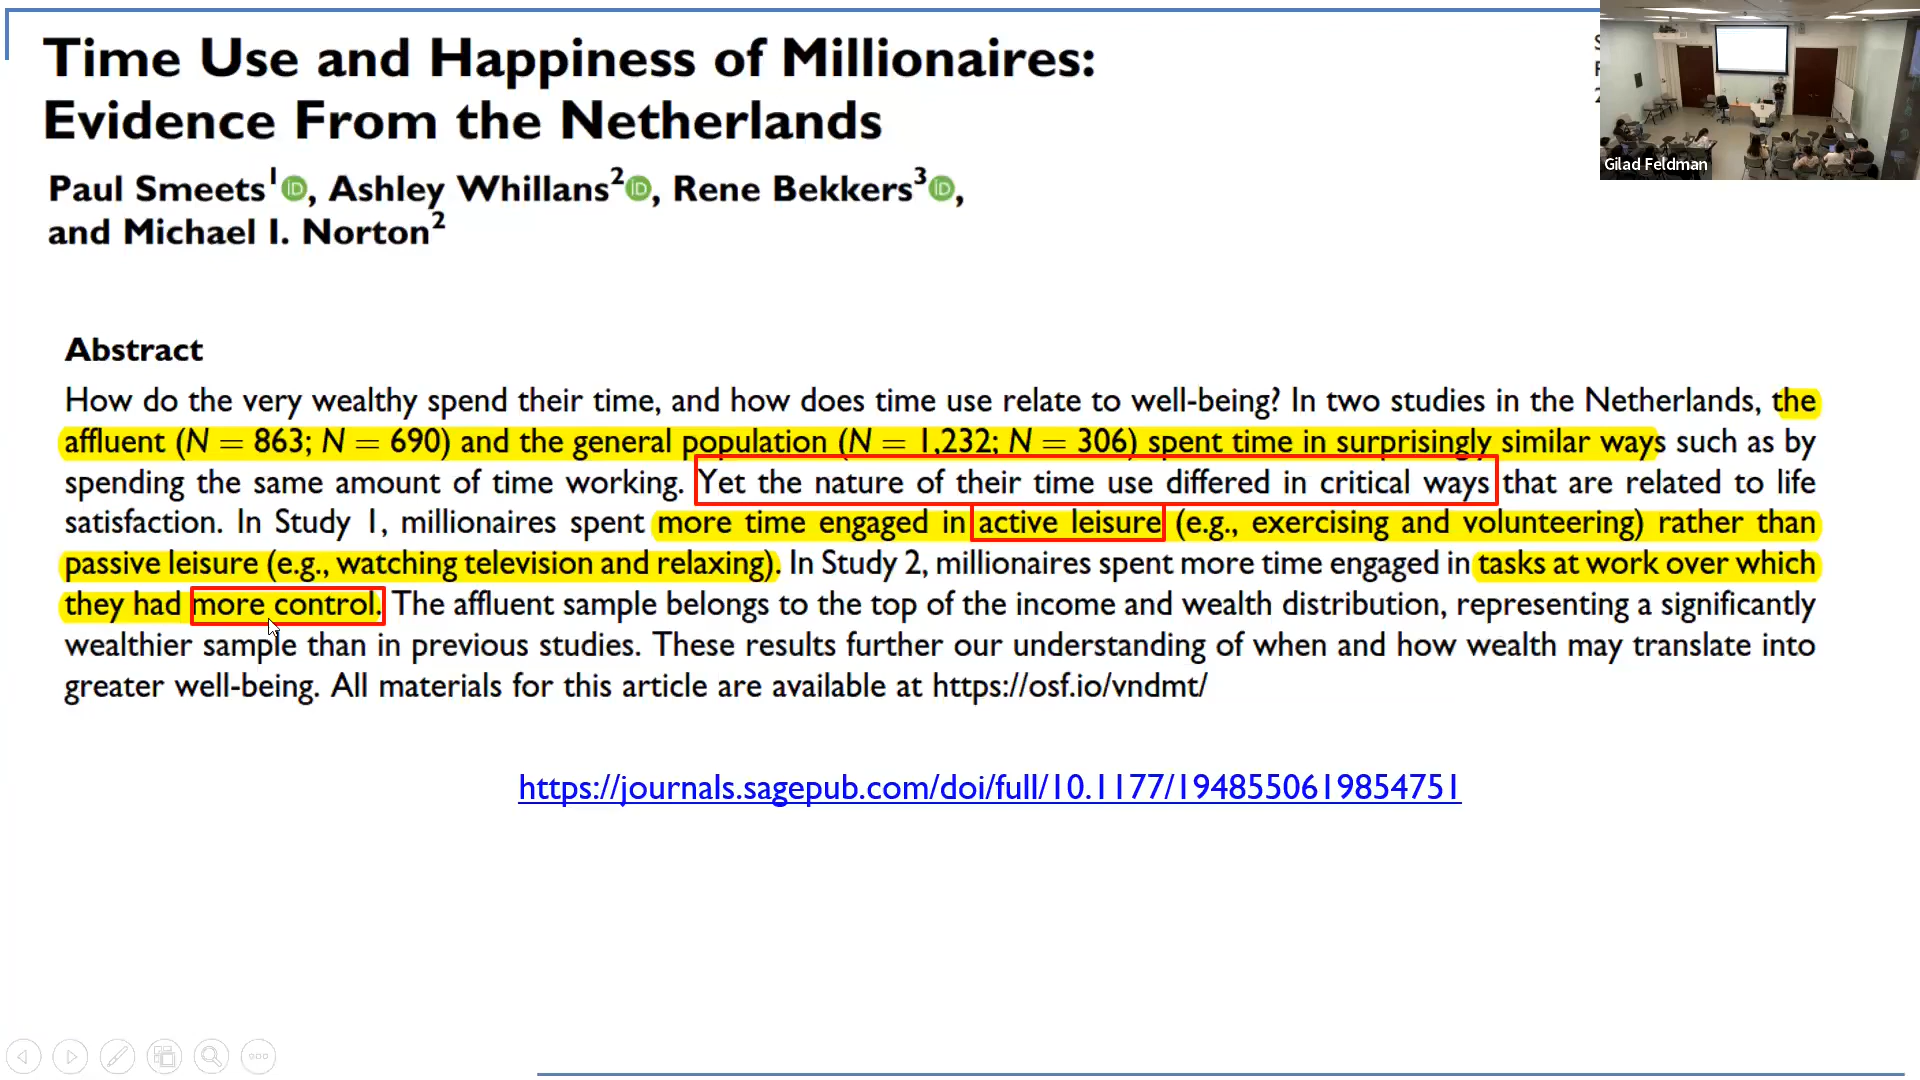 Time Use and Happiness of Millionaires:
Evidence From the Netherlands
Paul Smeets1 iD, Ashley Whillans2 iD, Rene Bekkers3 iD,
and Michael I. Norton2
Gilad Feldman
Abstract
How do the very wealthy spend their time, and how does time use relate to well-being? In two studies in the Netherlands, the
affluent (N = 863; N = 690) and the general population (N = 1,232; N = 306) spent time in surprisingly similar ways such as by
spending the same amount of time working. Yet the nature of their time use differed in critical ways that are related to life
satisfaction. In Study 1, millionaires spent more time engaged in active leisure (e.g., exercising and volunteering) rather than
passive leisure (e.g., watching television and relaxing). In Study 2, millionaires spent more time engaged in tasks at work over which
they had more control. The affluent sample belongs to the top of the income and wealth distribution, representing a significantly
wealthier sample than in previous studies. These results further our understanding of when and how wealth may translate into
greater well-being. All materials for this article are available at https://osf.io/vndmt/
https://journals.sagepub.com/doi/full/10.1177/1948550619854751